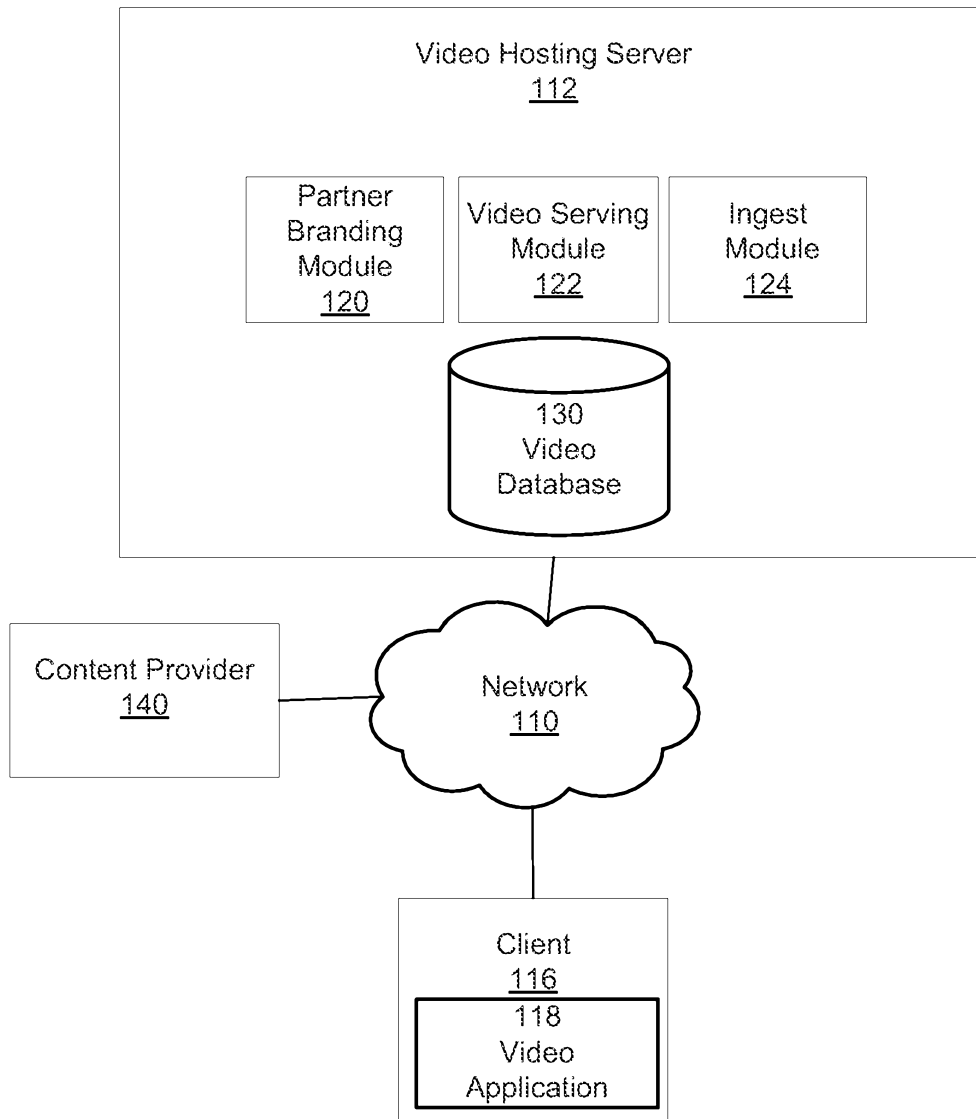 Video Hosting Server
112
Partner
Branding
Module
120
Video Serving
Module
122
Ingest
Module
124
130
Video
Database
Content Provider
140
Network
110
Client
116
118
Video
Application